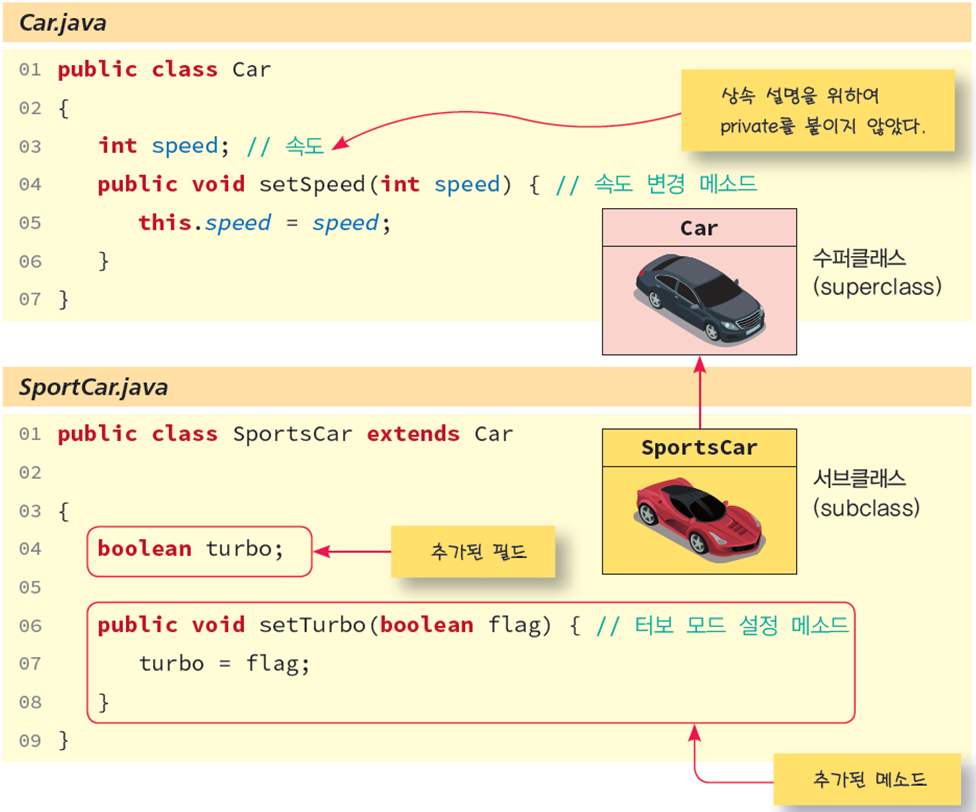 Car.java
01 public class Car
02 {
상속 설명을 위하여
private를 붙이지 않았다.
03 int speed; // 속도
04 public void setSpeed(int speed) { // 속도 변경 메소드
05 this.speed = speed;
06 }
07 }
Car
수퍼클래스
(superclass)
SportCar.java
01 public class SportsCar extends Car
02
03 {
SportsCar
서브클래스
(subclass)
04 boolean turbo;
추가된 필드
05
06 public void setTurbo(boolean flag) { // 터보 모드 설정 메소드
07 turbo = flag;
08 }
09 }
추가된 메소드